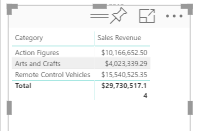 Category Sales Revenue
Action Figures $10,166,652.50
Arts and Crafts $4,023,339.29
Remote Control Vehicles $15,540,525.35
Total $29,730,517.1
4